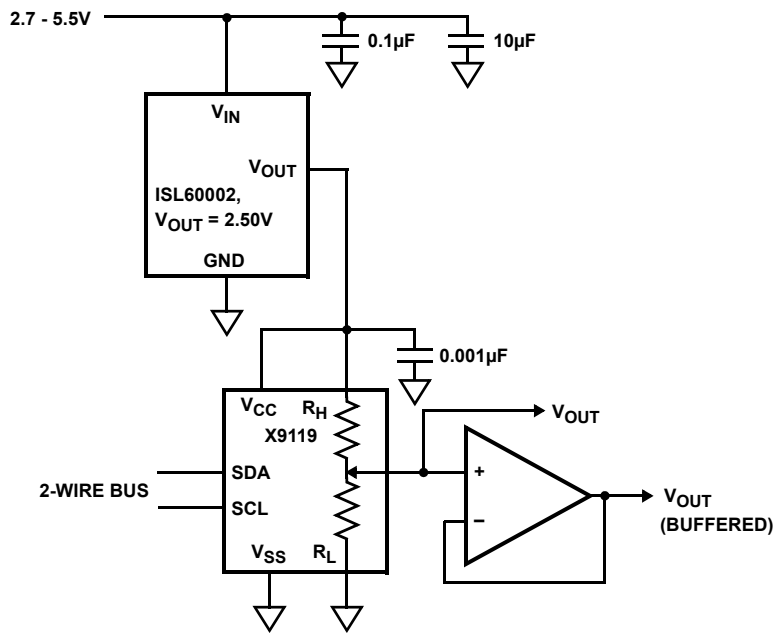 2.7 - 5.5V
0.1µF
10µF
VIN
VOUT
ISL60002,
VOUT = 2.50V
GND
0.001µF
VCC
RH
X9119
VOUT
2-WIRE BUS
SDA
SCL
+
−
VOUT
(BUFFERED)
VSS
RL